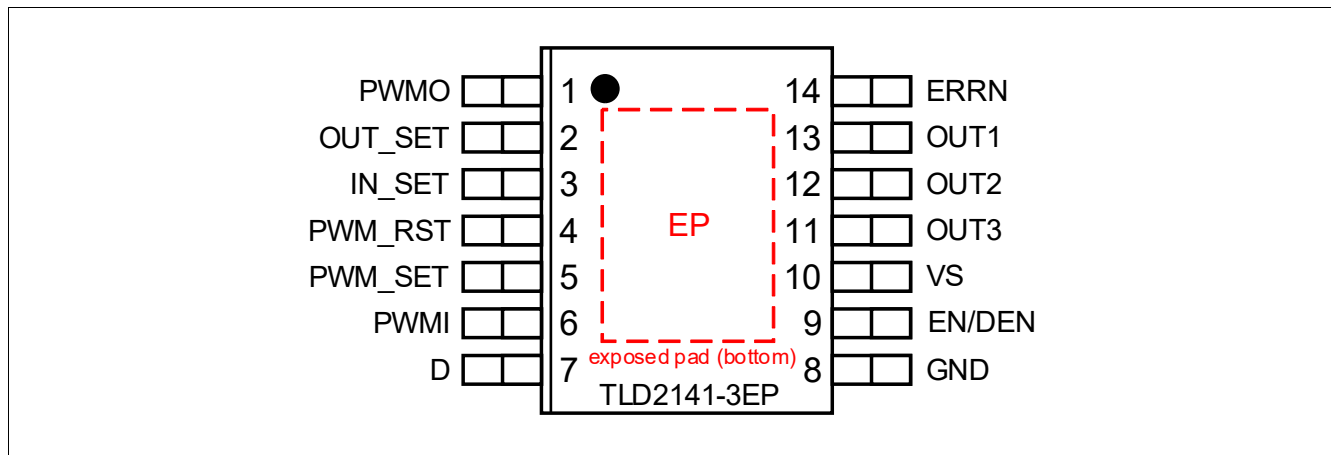 PWMO 1 14 ERRN
OUT_SET 2 13 OUT1
IN_SET 3 12 OUT2
PWM_RST 4 EP 11 OUT3
PWM_SET 5 10 VS
PWMI 6 9 EN/DEN
exposed pad (bottom)
D 7 8 GND
TLD2141-3EP